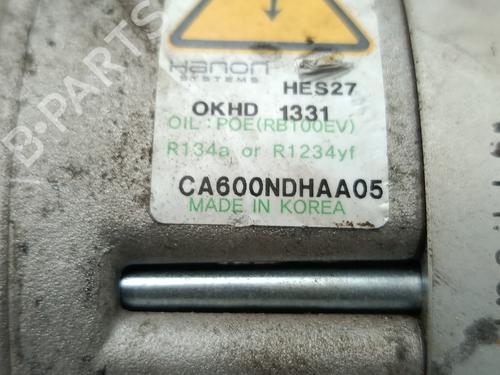 B-PARTS
Hanon
SYSTEMS
HES27
OKHD 1331
OIL : POE(RB100EV)
R134a or R1234yf
CA600NDHAA05
MADE IN KOREA